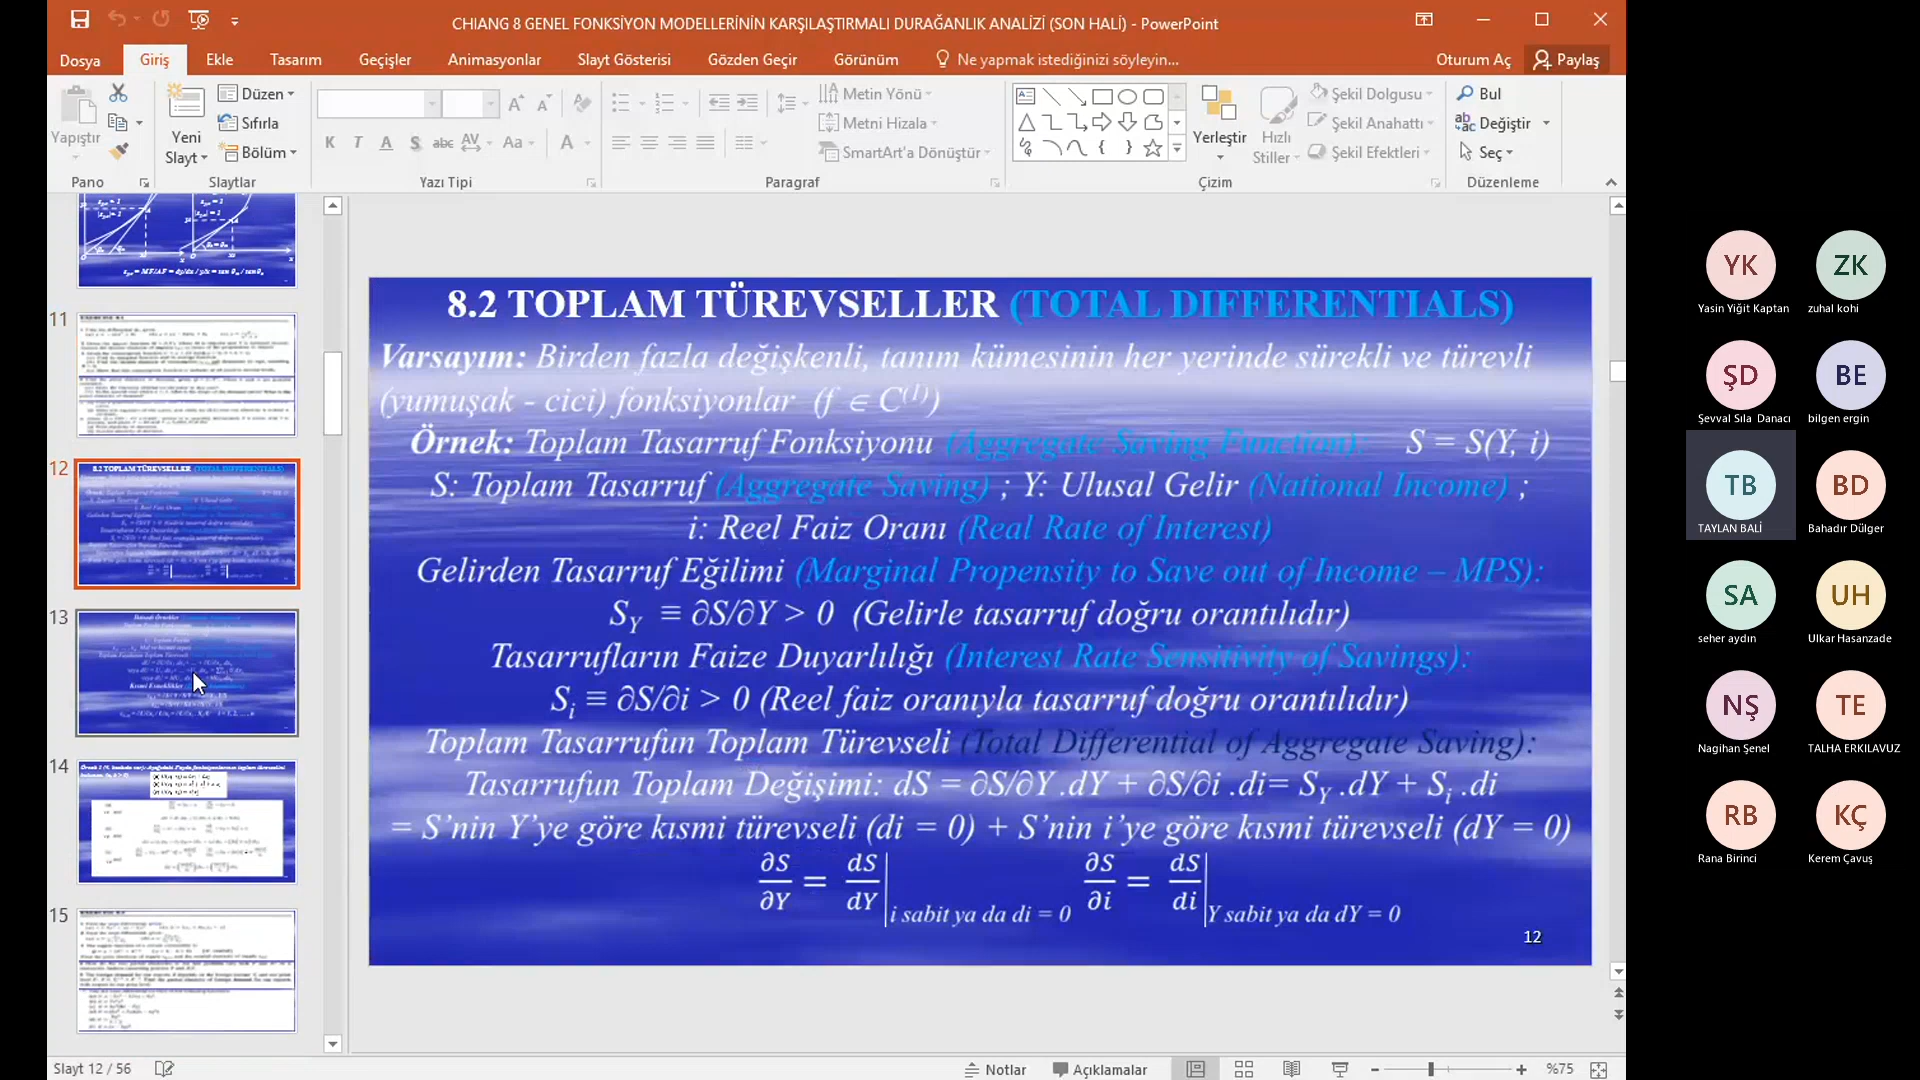 CHIANG 8 GENEL FONKSİYON MODELLERİNİN KARŞILAŞTIRMALI DURAĞANLIK ANALİZİ (SON HALİ) - PowerPoint
Dosya Giriş Ekle Tasarım Geçişler Animasyonlar Slayt Gösterisi Gözden Geçir Görünüm Ne yapmak istediğinizi söyleyin... Oturum Aç Paylaş
Yapıştır
Yeni Slayt
Düzen
Sıfırla
Bölüm
K T A S abc AV Aa A
Metin Yönü
Metni Hizala
SmartArt'a Dönüştür
Yerleştir
Hızlı Stiller
Şekil Dolgusu
Şekil Anahattı
Şekil Efektleri
Bul
Değiştir
Seç
Pano Slaytlar Yazı Tipi Paragraf Çizim Düzenleme
11
12
8.2 TOPLAM TÜREVSELLER (TOTAL DIFFERENTIALS)
13
14
15
8.2 TOPLAM TÜREVSELLER (TOTAL DIFFERENTIALS)
Varsayım: Birden fazla değişkenli, tanım kümesinin her yerinde sürekli ve türevli
(yumuşak - cici) fonksiyonlar (f ∈ C⁽¹⁾)
Örnek: Toplam Tasarruf Fonksiyonu (Aggregate Saving Function): S = S(Y, i)
S: Toplam Tasarruf (Aggregate Saving) ; Y: Ulusal Gelir (National Income) ;
i: Reel Faiz Oranı (Real Rate of Interest)
Gelirden Tasarruf Eğilimi (Marginal Propensity to Save out of Income – MPS):
S_Y ≡ ∂S/∂Y > 0 (Gelirle tasarruf doğru orantılıdır)
Tasarrufların Faize Duyarlılığı (Interest Rate Sensitivity of Savings):
S_i ≡ ∂S/∂i > 0 (Reel faiz oranıyla tasarruf doğru orantılıdır)
Toplam Tasarrufun Toplam Türevseli (Total Differential of Aggregate Saving):
Tasarrufun Toplam Değişimi: dS = ∂S/∂Y .dY + ∂S/∂i .di= S_Y .dY + S_i .di
= S’nin Y’ye göre kısmi türevseli (di = 0) + S’nin i’ye göre kısmi türevseli (dY = 0)
∂S/∂Y = dS/dY | i sabit ya da di = 0 ∂S/∂i = dS/di | Y sabit ya da dY = 0
12
YK ZK
Yasin Yiğit Kaptan zuhal kohi
ŞD BE
Şevval Sıla Danacı bilgen ergin
TB BD
TAYLAN BALİ Bahadır Dülger
SA UH
seher aydın Ulkar Hasanzade
NŞ TE
Nagihan Şenel TALHA ERKILAVUZ
RB KÇ
Rana Birinci Kerem Çavuş
Slayt 12 / 56 Notlar Açıklamalar %75